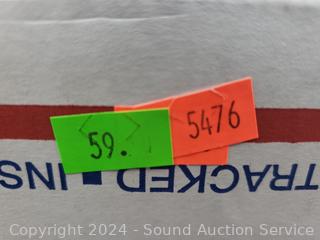 5476
59.
TRACKED ■ INS
Copyright © 2024 - Sound Auction Service